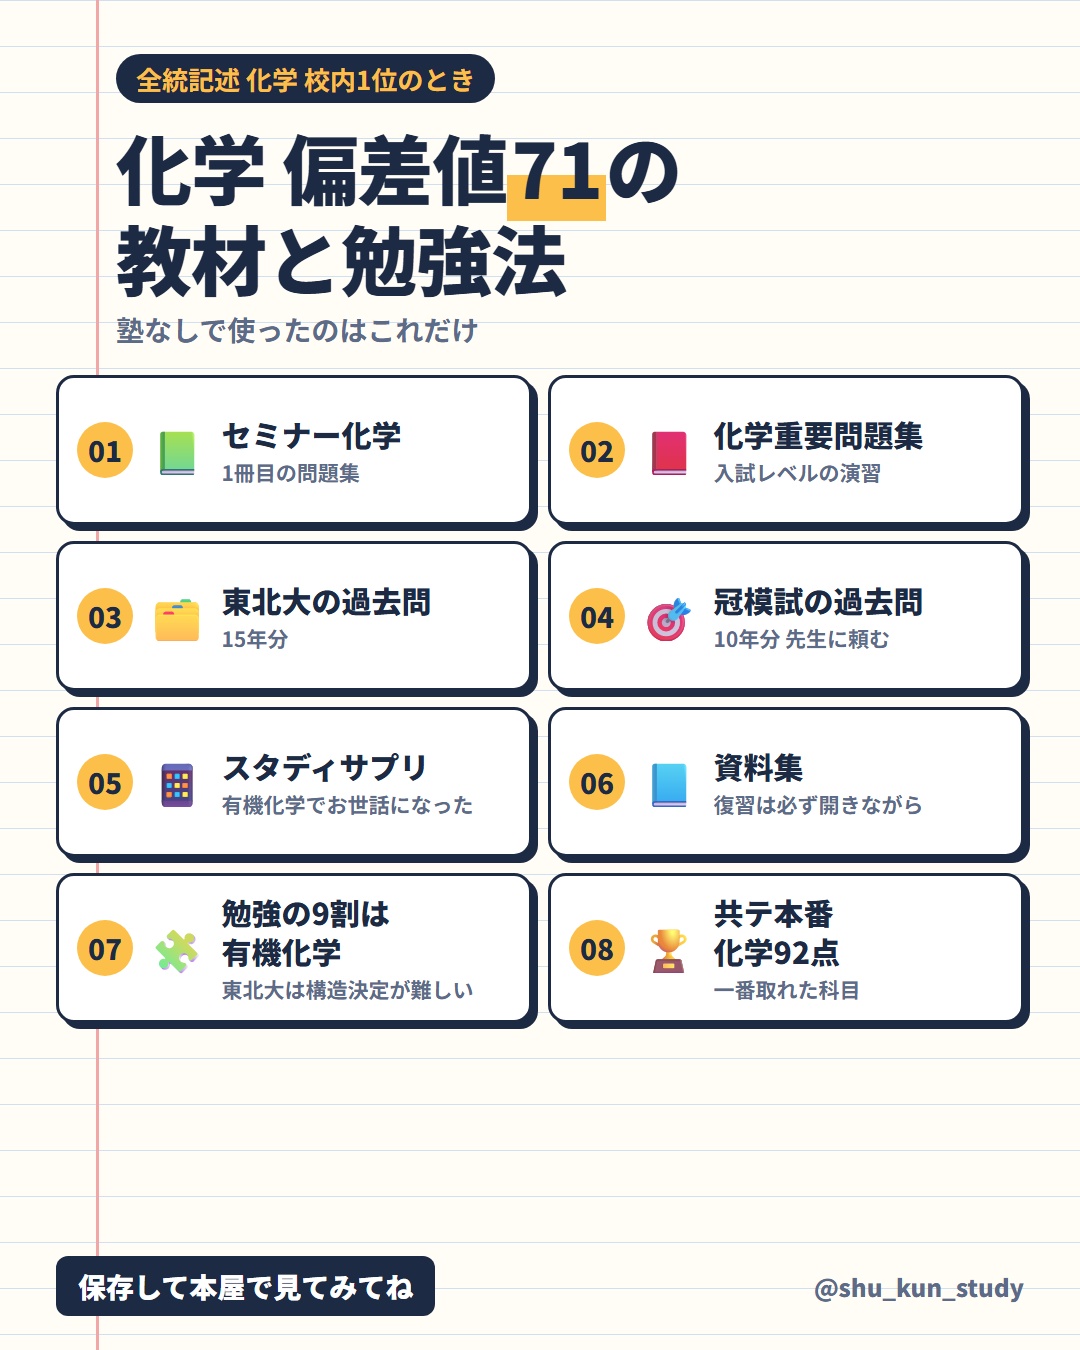 全統記述 化学 校内1位のとき
化学 偏差値71の
教材と勉強法
塾なしで使ったのはこれだけ
01
セミナー化学
1冊目の問題集
02
化学重要問題集
入試レベルの演習
03
東北大の過去問
15年分
04
冠模試の過去問
10年分 先生に頼む
05
スタディサプリ
有機化学でお世話になった
06
資料集
復習は必ず開きながら
07
勉強の9割は
有機化学
東北大は構造決定が難しい
08
共テ本番
化学92点
一番取れた科目
保存して本屋で見てみてね
@shu_kun_study